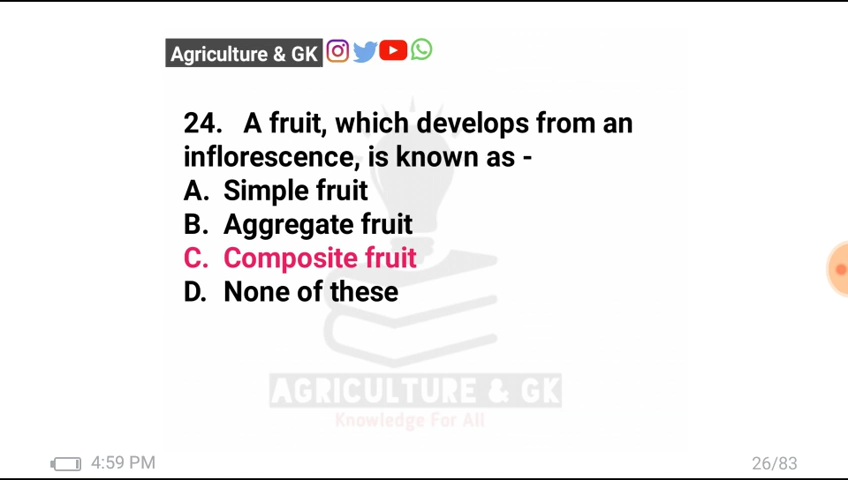 Agriculture & GK
24. A fruit, which develops from an
inflorescence, is known as -
A. Simple fruit
B. Aggregate fruit
C. Composite fruit
D. None of these
AGRICULTURE & GK
Knowledge For All
4:59 PM
26/83